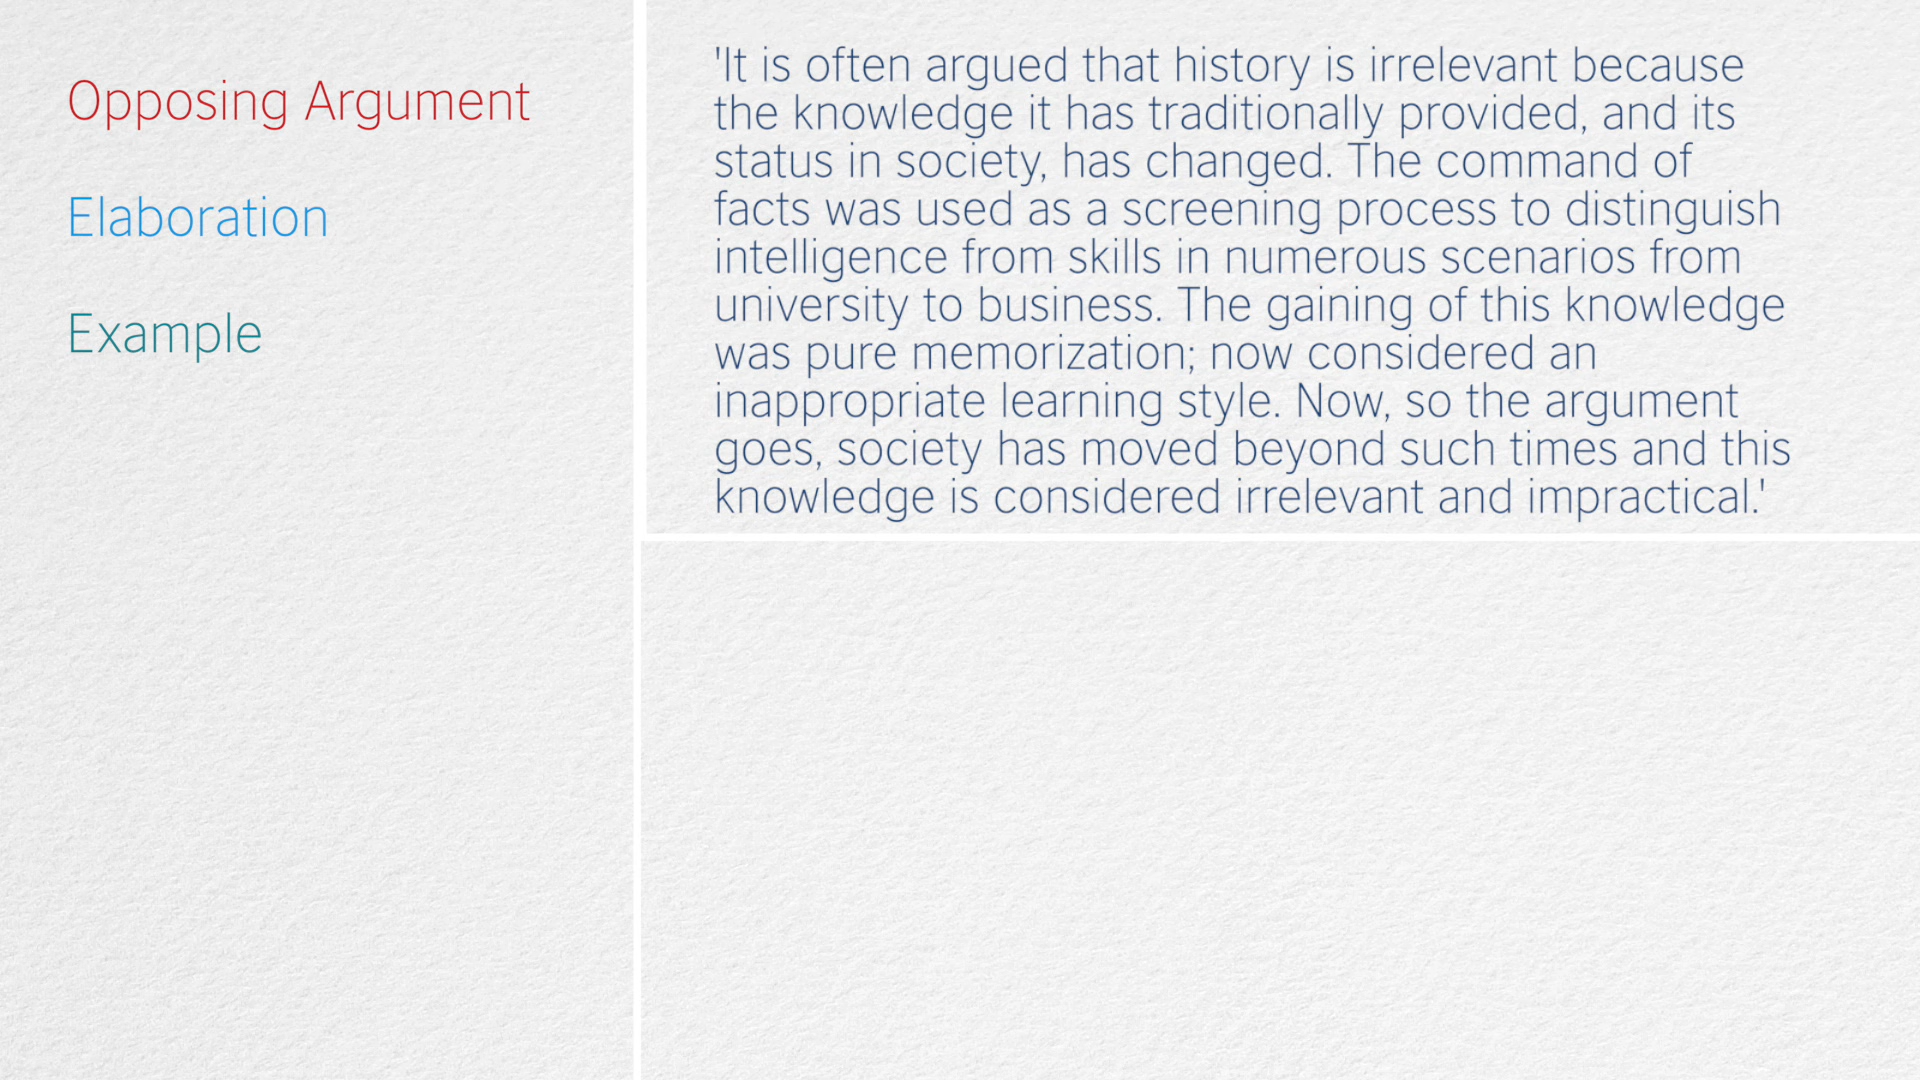 Opposing Argument
Elaboration
Example
'It is often argued that history is irrelevant because
the knowledge it has traditionally provided, and its
status in society, has changed. The command of
facts was used as a screening process to distinguish
intelligence from skills in numerous scenarios from
university to business. The gaining of this knowledge
was pure memorization; now considered an
inappropriate learning style. Now, so the argument
goes, society has moved beyond such times and this
knowledge is considered irrelevant and impractical.'